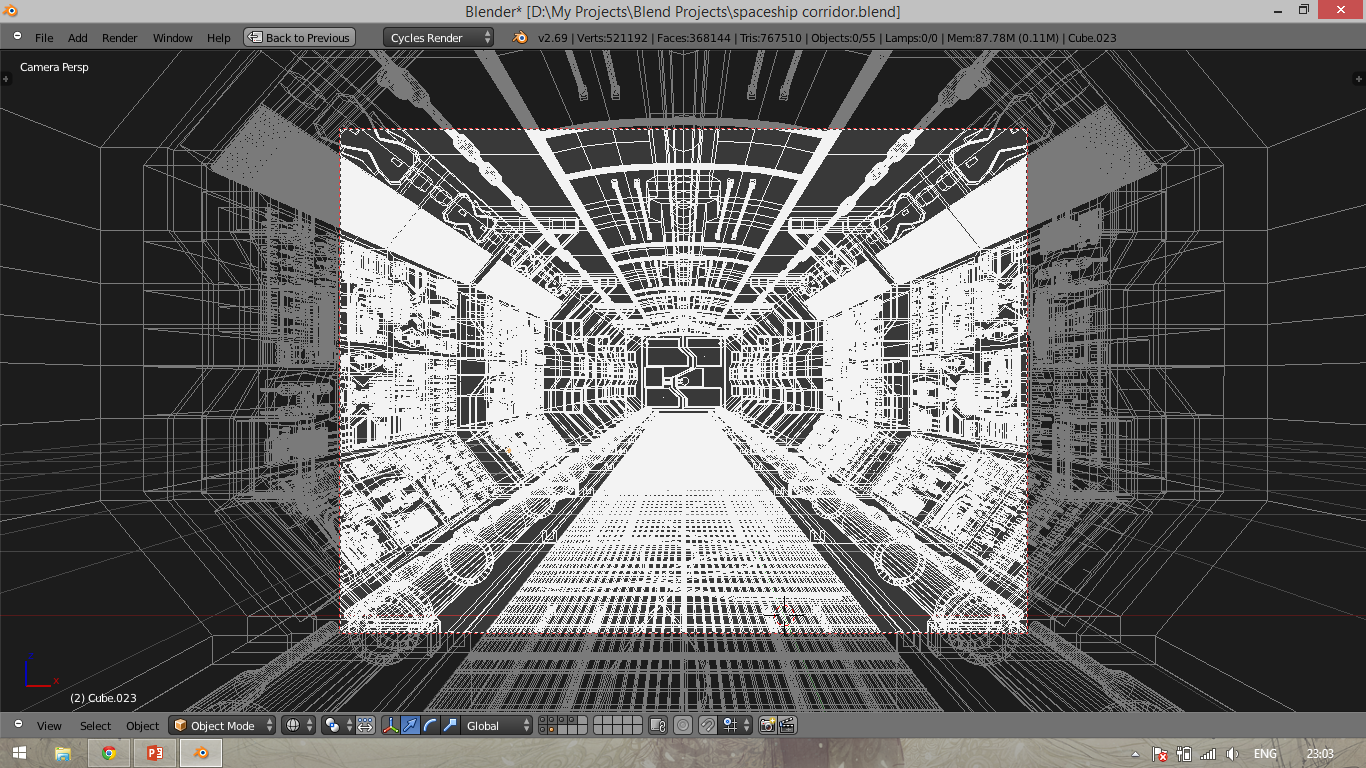 Blender* [D:\My Projects\Blend Projects\spaceship corridor.blend]
File Add Render Window Help Back to Previous Cycles Render v2.69 | Verts:521192 | Faces:368144 | Tris:767510 | Objects:0/55 | Lamps:0/0 | Mem:87.78M (0.11M) | Cube.023
Camera Persp
x
(2) Cube.023
View Select Object Object Mode Global
ENG 23:03